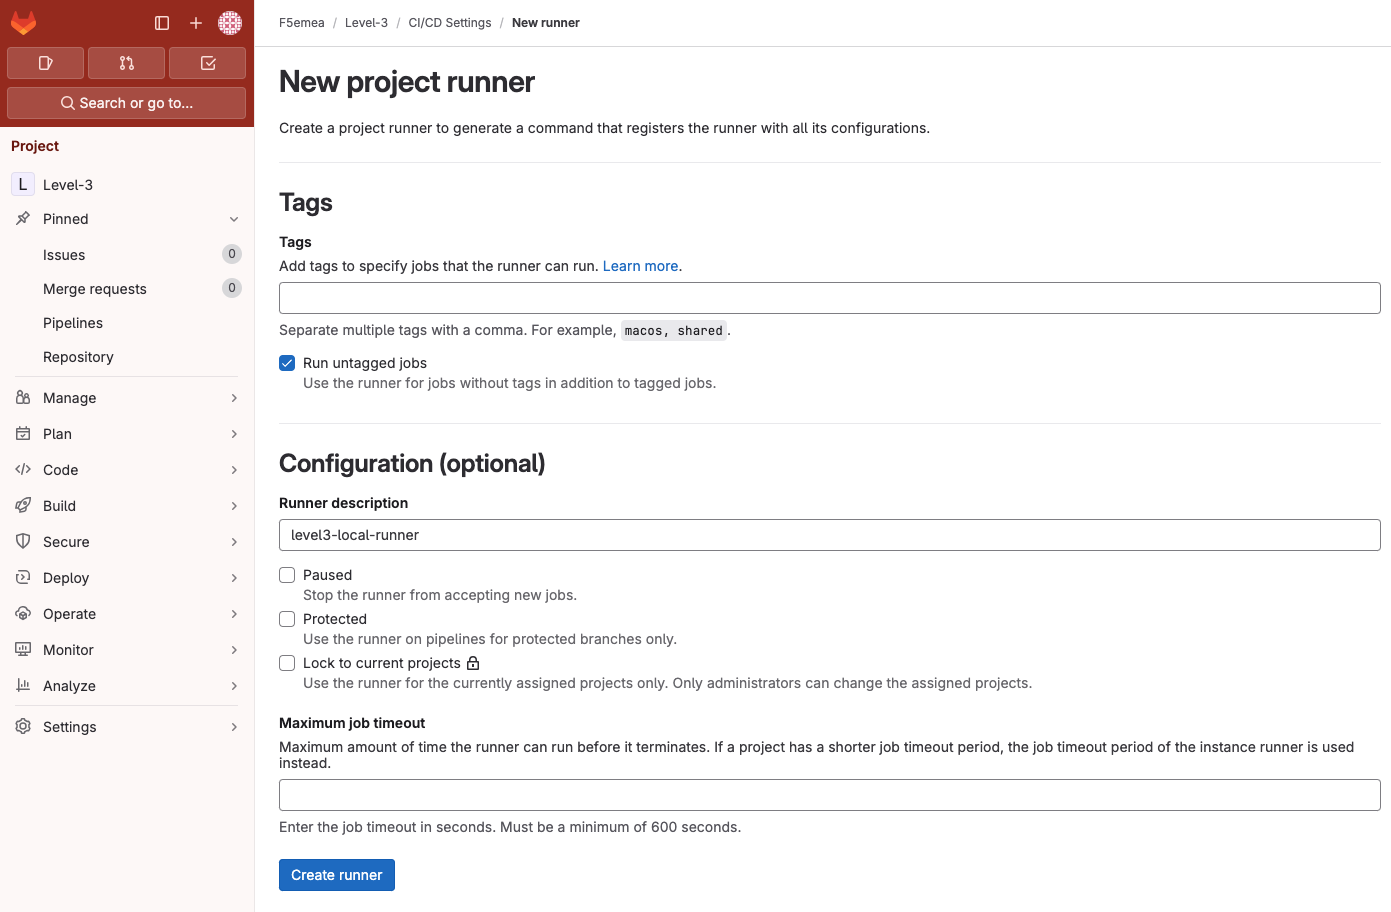 F5emea / Level-3 / CI/CD Settings / New runner
Search or go to...
Project
L Level-3
Pinned
Issues 0
Merge requests 0
Pipelines
Repository
Manage
Plan
Code
Build
Secure
Deploy
Operate
Monitor
Analyze
Settings
New project runner
Create a project runner to generate a command that registers the runner with all its configurations.
Tags
Tags
Add tags to specify jobs that the runner can run. Learn more.
Separate multiple tags with a comma. For example, macos, shared.
Run untagged jobs
Use the runner for jobs without tags in addition to tagged jobs.
Configuration (optional)
Runner description
level3-local-runner
Paused
Stop the runner from accepting new jobs.
Protected
Use the runner on pipelines for protected branches only.
Lock to current projects
Use the runner for the currently assigned projects only. Only administrators can change the assigned projects.
Maximum job timeout
Maximum amount of time the runner can run before it terminates. If a project has a shorter job timeout period, the job timeout period of the instance runner is used
instead.
Enter the job timeout in seconds. Must be a minimum of 600 seconds.
Create runner